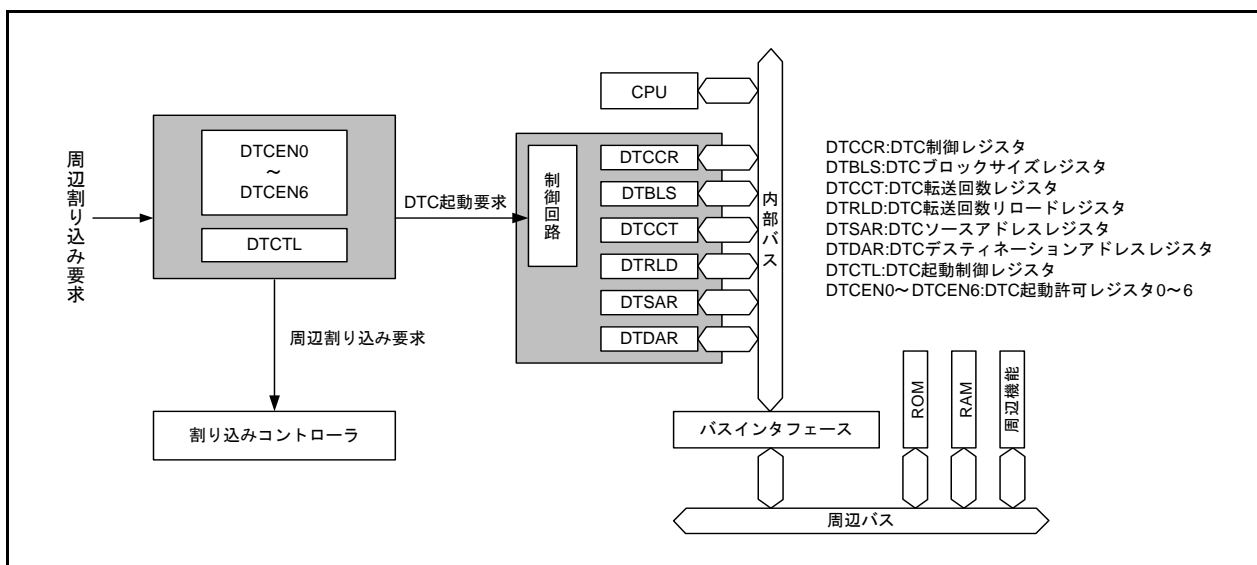 周辺割り込み要求
DTCEN0
～
DTCEN6
DTCTL
DTC起動要求
周辺割り込み要求
割り込みコントローラ
制御回路
CPU
DTCCR
DTBLS
DTCCT
DTRLD
DTSAR
DTDAR
内部バス
DTCCR:DTC制御レジスタ
DTBLS:DTCブロックサイズレジスタ
DTCCT:DTC転送回数レジスタ
DTRLD:DTC転送回数リロードレジスタ
DTSAR:DTCソースアドレスレジスタ
DTDAR:DTCデスティネーションアドレスレジスタ
DTCTL:DTC起動制御レジスタ
DTCEN0～DTCEN6:DTC起動許可レジスタ0～6
バスインタフェース
ROM
RAM
周辺機能
周辺バス